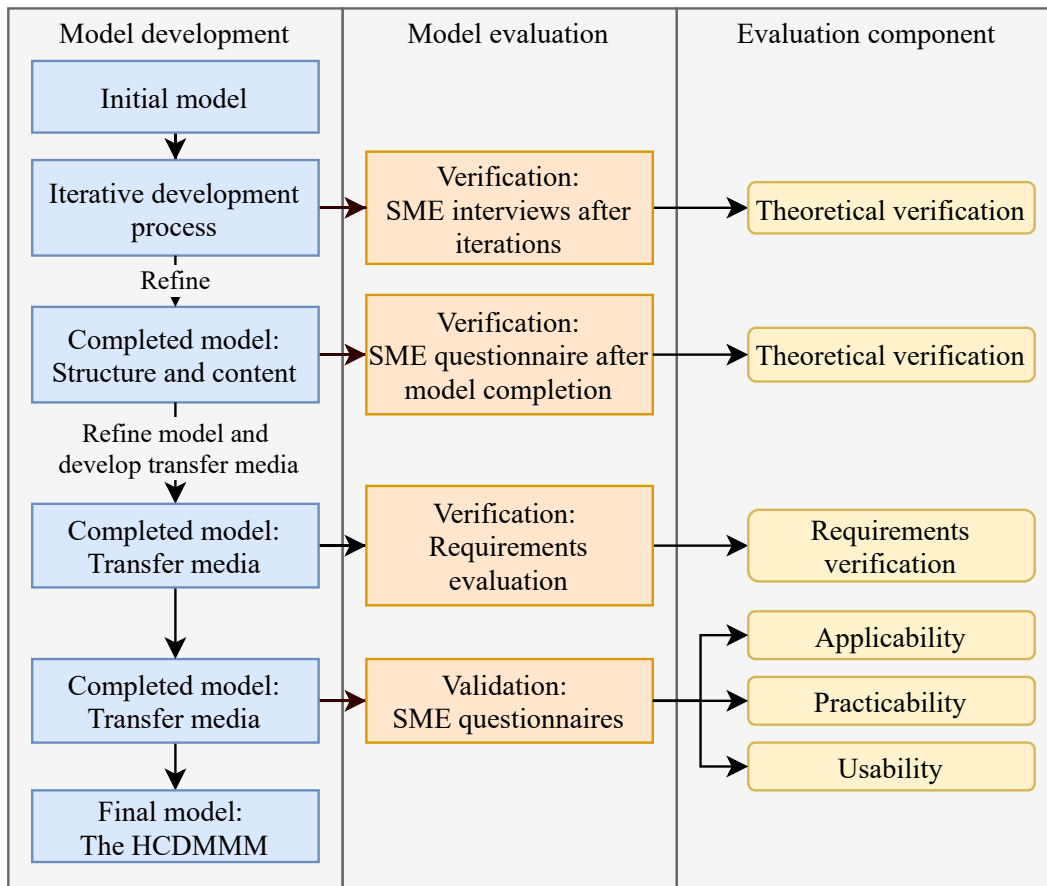 Model development
Model evaluation
Evaluation component
Initial model
Iterative development
process
Verification:
SME interviews after
iterations
Theoretical verification
Refine
Completed model:
Structure and content
Verification:
SME questionnaire after
model completion
Theoretical verification
Refine model and
develop transfer media
Completed model:
Transfer media
Verification:
Requirements
evaluation
Requirements
verification
Completed model:
Transfer media
Validation:
SME questionnaires
Applicability
Practicability
Usability
Final model:
The HCDMMM